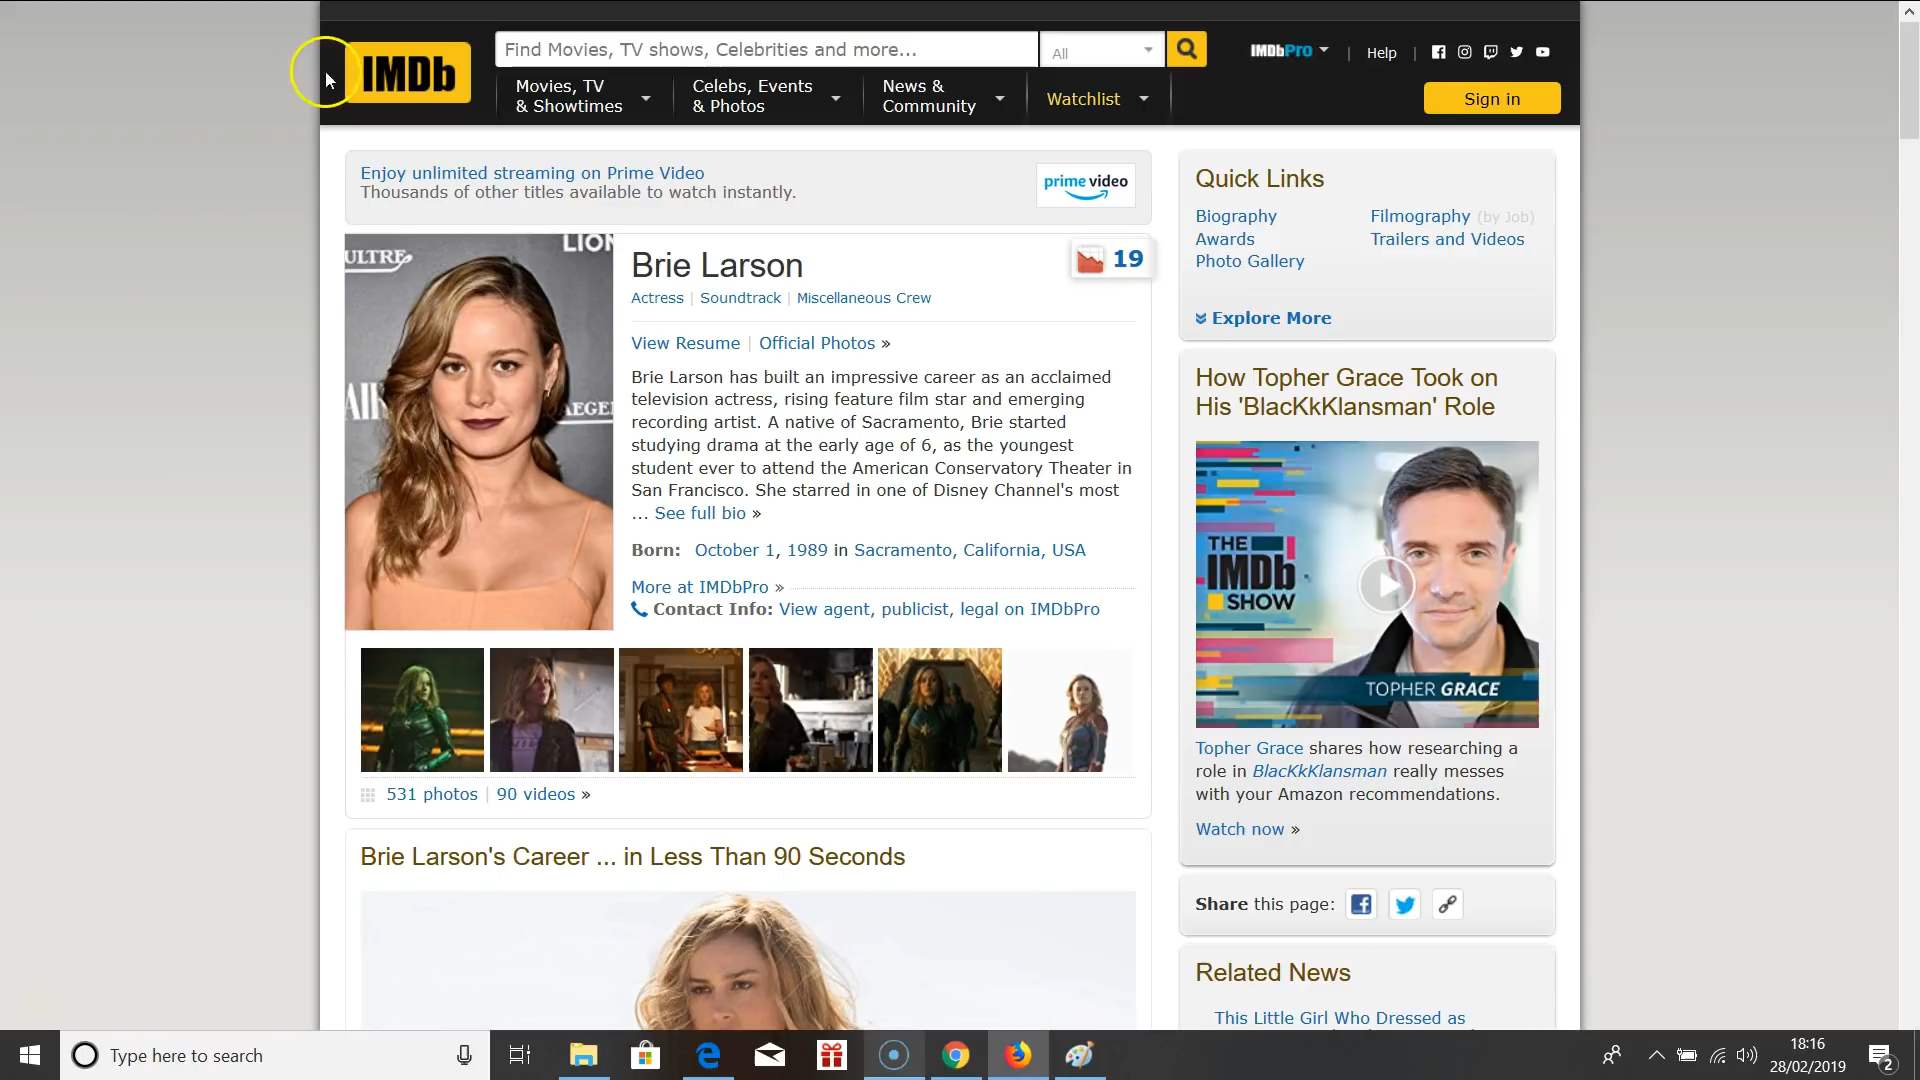 IMDb
Find Movies, TV shows, Celebrities and more...
All
IMDbPro
Help
Movies, TV
& Showtimes
Celebs, Events
& Photos
News &
Community
Watchlist
Sign in
Enjoy unlimited streaming on Prime Video
Thousands of other titles available to watch instantly.
prime video
ULTRE
LION
AIR
AEGE
Brie Larson
19
Actress | Soundtrack | Miscellaneous Crew
View Resume | Official Photos »
Brie Larson has built an impressive career as an acclaimed
television actress, rising feature film star and emerging
recording artist. A native of Sacramento, Brie started
studying drama at the early age of 6, as the youngest
student ever to attend the American Conservatory Theater in
San Francisco. She starred in one of Disney Channel's most
... See full bio »
Born: October 1, 1989 in Sacramento, California, USA
More at IMDbPro »
Contact Info: View agent, publicist, legal on IMDbPro
531 photos | 90 videos »
Brie Larson's Career ... in Less Than 90 Seconds
Quick Links
Biography
Filmography (by Job)
Awards
Trailers and Videos
Photo Gallery
Explore More
How Topher Grace Took on
His 'BlacKkKlansman' Role
THE
IMDb
SHOW
TOPHER GRACE
Topher Grace shares how researching a
role in BlacKkKlansman really messes
with your Amazon recommendations.
Watch now »
Share this page:
Related News
This Little Girl Who Dressed as
Type here to search
18:16
28/02/2019
2